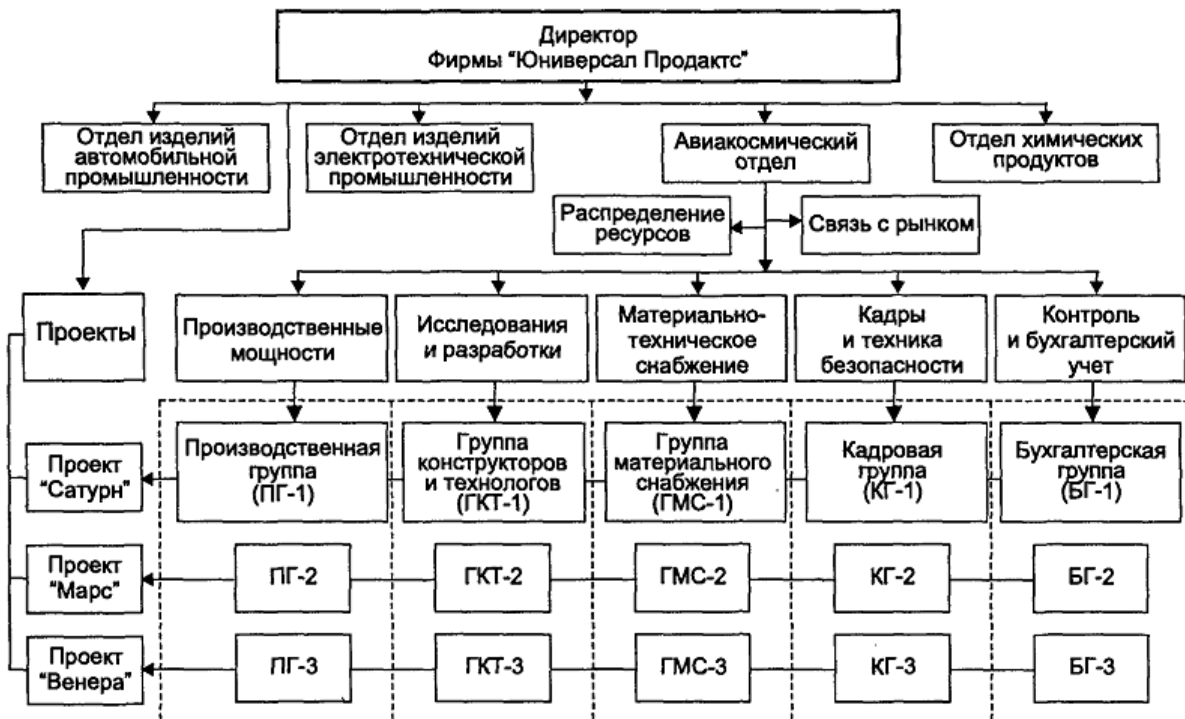 Директор
Фирмы "Юниверсал Продактс"
Отдел изделий
автомобильной
промышленности
Отдел изделий
электротехнической
промышленности
Авиакосмический
отдел
Отдел химических
продуктов
Распределение
ресурсов
Связь с рынком
Проекты
Производственные
мощности
Исследования
и разработки
Материально-
техническое
снабжение
Кадры
и техника
безопасности
Контроль
и бухгалтерский
учет
Проект
"Сатурн"
Производственная
группа
(ПГ-1)
Группа
конструкторов
и технологов
(ГКТ-1)
Группа
материального
снабжения
(ГМС-1)
Кадровая
группа
(КГ-1)
Бухгалтерская
группа
(БГ-1)
Проект
"Марс"
ПГ-2
ГКТ-2
ГМС-2
КГ-2
БГ-2
Проект
"Венера"
ПГ-3
ГКТ-3
ГМС-3
КГ-3
БГ-3